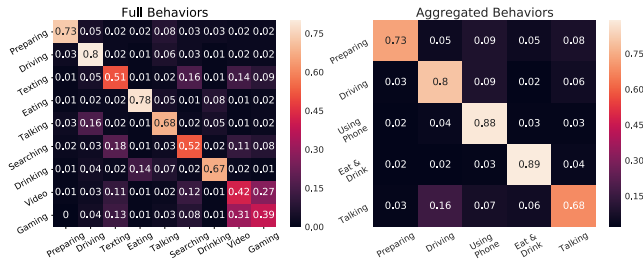 Full Behaviors
Preparing 0.73 0.05 0.02 0.02 0.08 0.03 0.03 0.02 0.02
Driving 0.03 0.8 0.02 0.01 0.06 0.03 0.01 0.02 0.02
Texting 0.01 0.05 0.51 0.01 0.02 0.16 0.01 0.14 0.09
Eating 0.01 0.02 0.02 0.78 0.05 0.01 0.08 0.01 0.02
Talking 0.03 0.16 0.02 0.02 0.68 0.02 0.02 0.02 0.02
Searching 0.02 0.03 0.18 0.01 0.03 0.52 0.02 0.11 0.08
Drinking 0.01 0.04 0.02 0.14 0.07 0.02 0.67 0.01 0.02
Video 0.01 0.03 0.11 0.01 0.02 0.12 0.01 0.42 0.27
Gaming 0 0.04 0.13 0.01 0.03 0.08 0.01 0.31 0.39
Preparing Driving Texting Eating Talking Searching Drinking Video Gaming
0.75
0.60
0.45
0.30
0.15
0.00
Aggregated Behaviors
Preparing 0.73 0.05 0.09 0.05 0.08
Driving 0.03 0.8 0.09 0.02 0.06
Using
Phone 0.02 0.04 0.88 0.03 0.03
Eat &
Drink 0.02 0.02 0.03 0.89 0.04
Talking 0.03 0.16 0.07 0.06 0.68
Preparing Driving Using
Phone Eat &
Drink Talking
0.75
0.60
0.45
0.30
0.15